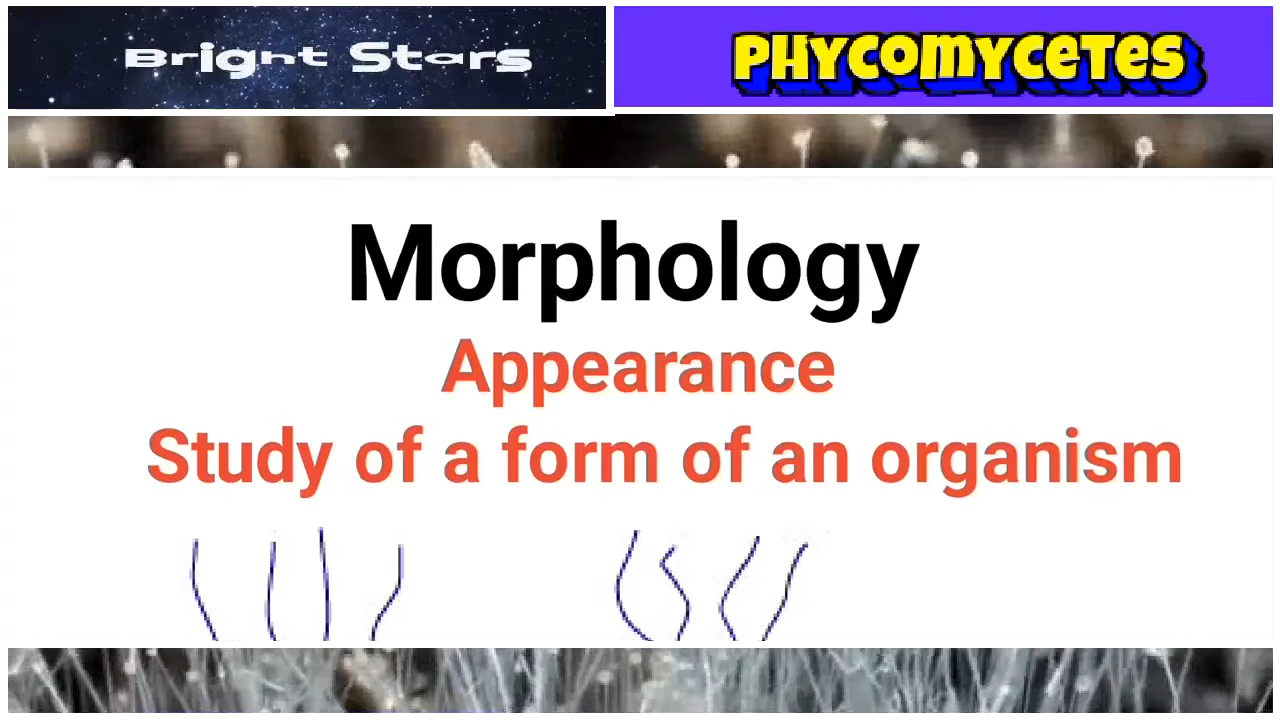 Bright Stars
PHYCOMYCETES
Morphology
Appearance
Study of a form of an organism